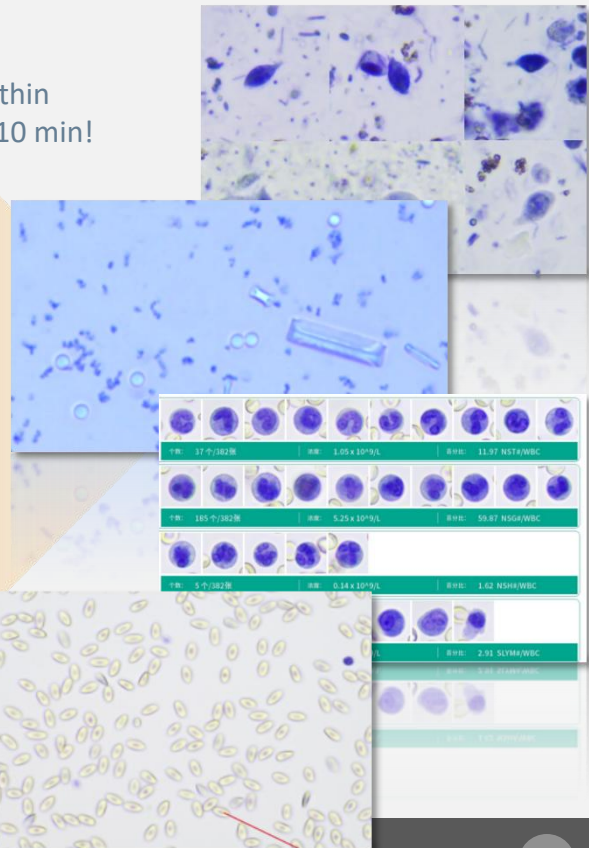 thin
10 min!
个数: 37 个/382张 浓度: 1.05 x 10^9/L 百分比: 11.97 NST#/WBC
个数: 185 个/382张 浓度: 5.25 x 10^9/L 百分比: 59.87 NSG#/WBC
个数: 5 个/382张 浓度: 0.14 x 10^9/L 百分比: 1.62 NSH#/WBC
/L 百分比: 2.91 SLYM#/WBC